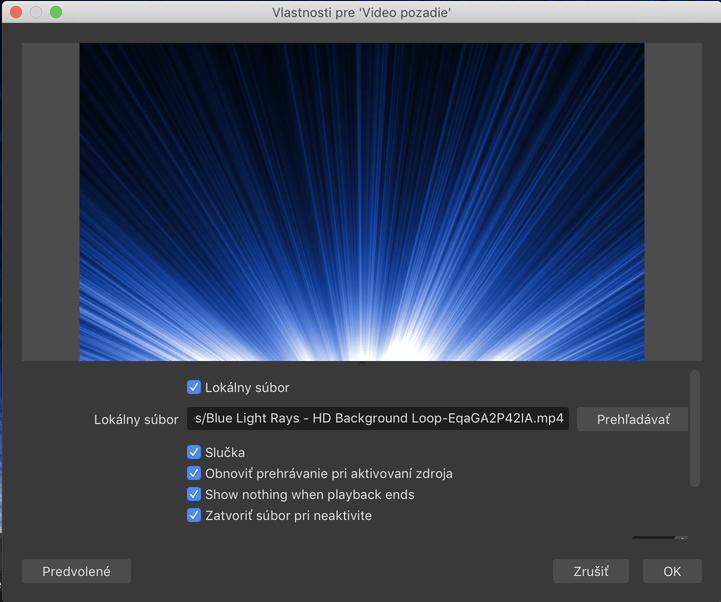 Vlastnosti pre 'Video pozadie'
Lokálny súbor
Lokálny súbor s/Blue Light Rays - HD Background Loop-EqaGA2P42IA.mp4 Prehľadávať
Slučka
Obnoviť prehrávanie pri aktivovaní zdroja
Show nothing when playback ends
Zatvoriť súbor pri neaktivite
Predvolené Zrušiť OK